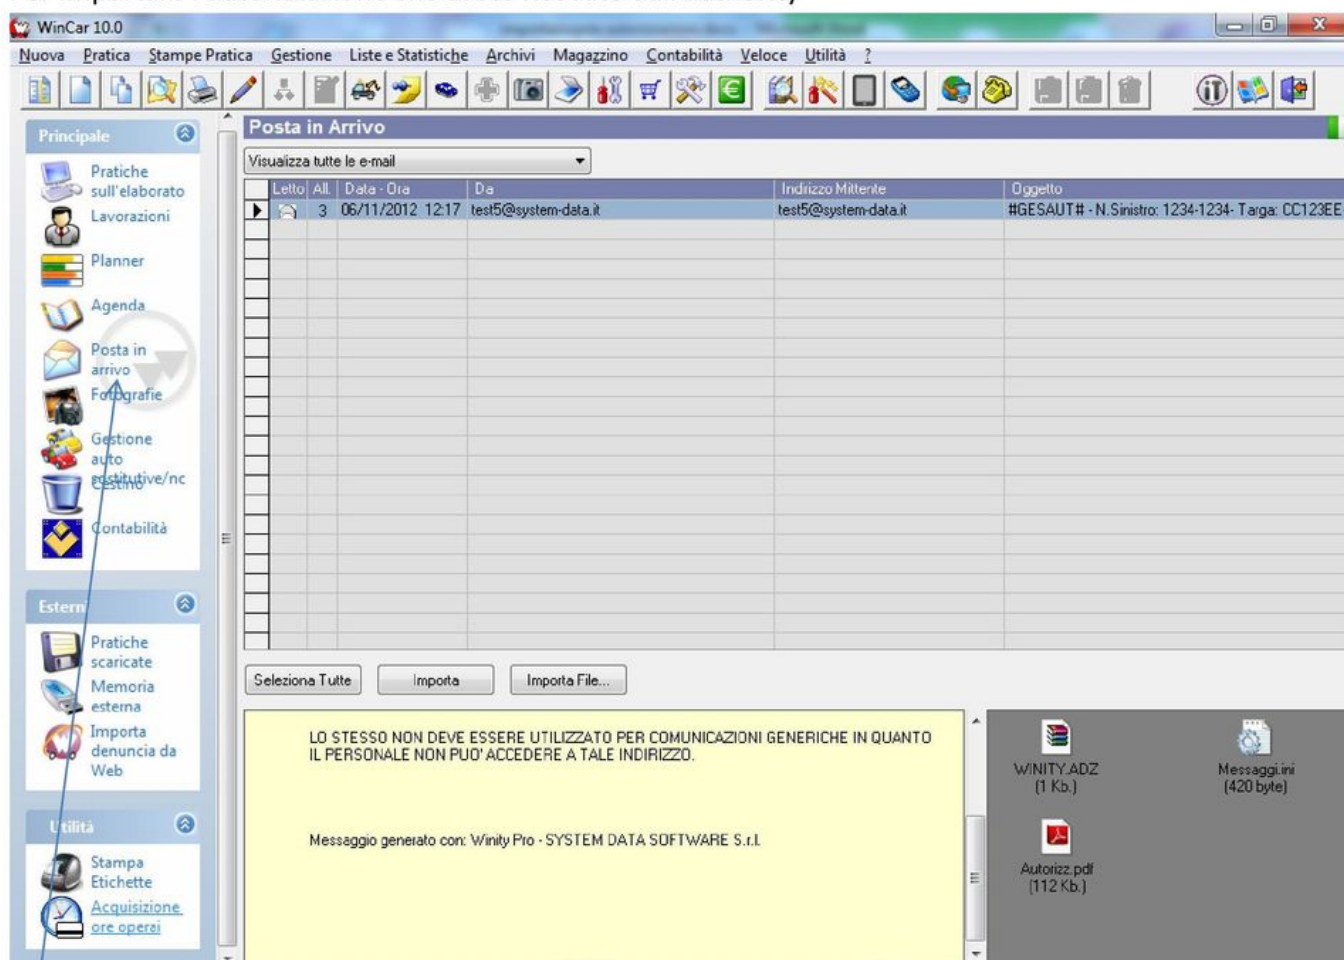 WinCar 10.0
Nuova Pratica Stampe Pratica Gestione Liste e Statistiche Archivi Magazzino Contabilità Veloce Utilità ?
Principale
Pratiche
sull'elaborato
Lavorazioni
Planner
Agenda
Posta in
arrivo
Fotografie
Gestione
auto
sostitutive/nc
Cestino
Contabilità
Esterni
Pratiche
scaricate
Memoria
esterna
Importa
denuncia da
Web
Utilità
Stampa
Etichette
Acquisizione
ore operai
Posta in Arrivo
Visualizza tutte le e-mail
Letto All. Data - Ora Da Indirizzo Mittente Oggetto
3 06/11/2012 12:17 test5@system-data.it test5@system-data.it #GESAUT# - N.Sinistro: 1234-1234- Targa: CC123EE
Seleziona Tutte Importa Importa File...
LO STESSO NON DEVE ESSERE UTILIZZATO PER COMUNICAZIONI GENERICHE IN QUANTO
IL PERSONALE NON PUO' ACCEDERE A TALE INDIRIZZO.
Messaggio generato con: Winity Pro - SYSTEM DATA SOFTWARE S.r.l.
WINITY.ADZ
(1 Kb.)
Messaggi.ini
(420 byte)
Autorizz.pdf
(112 Kb.)